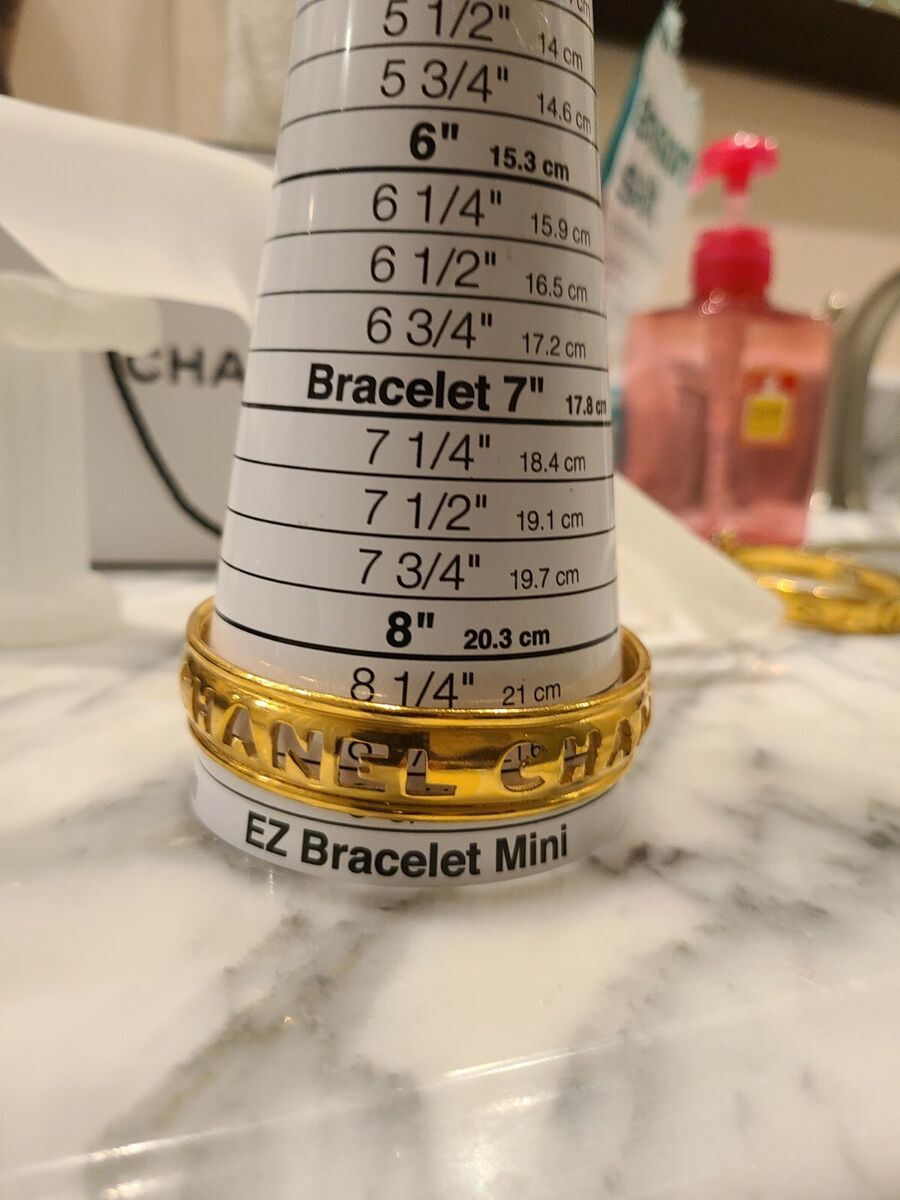 5 1/2" 14 cm
5 3/4" 14.6 cm
6" 15.3 cm
6 1/4" 15.9 cm
6 1/2" 16.5 cm
6 3/4" 17.2 cm
CHA
Bracelet 7" 17.8 cm
7 1/4" 18.4 cm
7 1/2" 19.1 cm
7 3/4" 19.7 cm
8" 20.3 cm
8 1/4" 21 cm
CHANEL CHAN
EZ Bracelet Mini